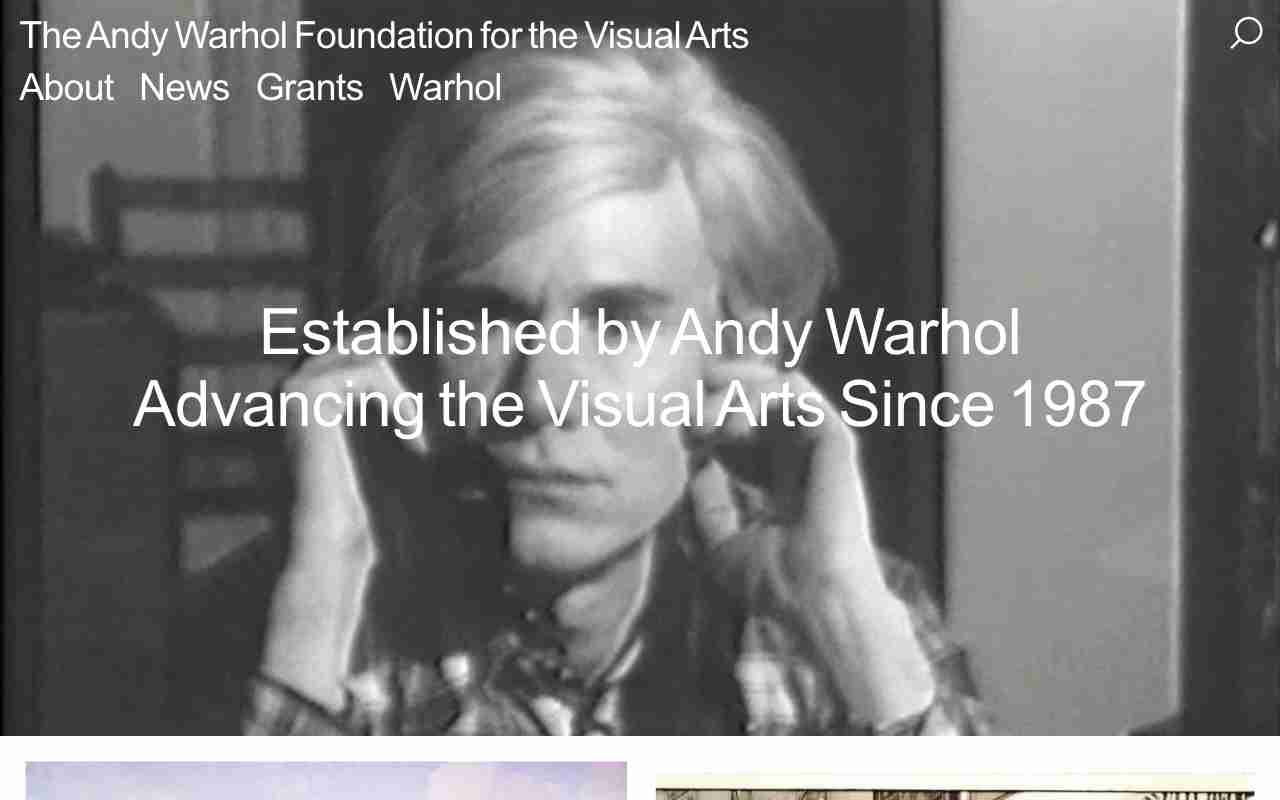 The Andy Warhol Foundation for the Visual Arts
About News Grants Warhol
Established by Andy Warhol
Advancing the Visual Arts Since 1987